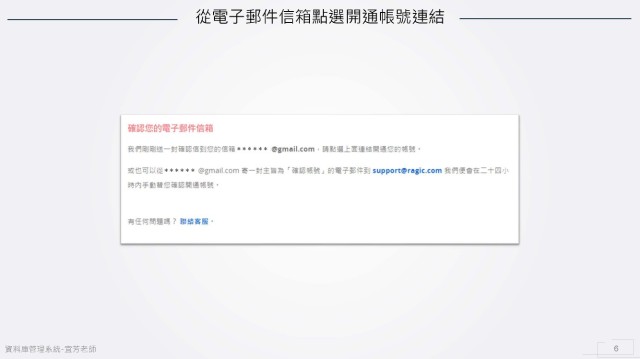 從電子郵件信箱點選開通帳號連結
確認您的電子郵件信箱
我們剛剛送一封確認信到您的信箱 ****** @gmail.com，請點選上面連結開通您的帳號。
或也可以從 ****** @gmail.com 寄一封主旨為「確認帳號」的電子郵件到 support@ragic.com 我們便會在二十四小
時內手動替您確認開通帳號。
有任何問題嗎？ 聯絡客服。
資料庫管理系統-宜芳老師
6